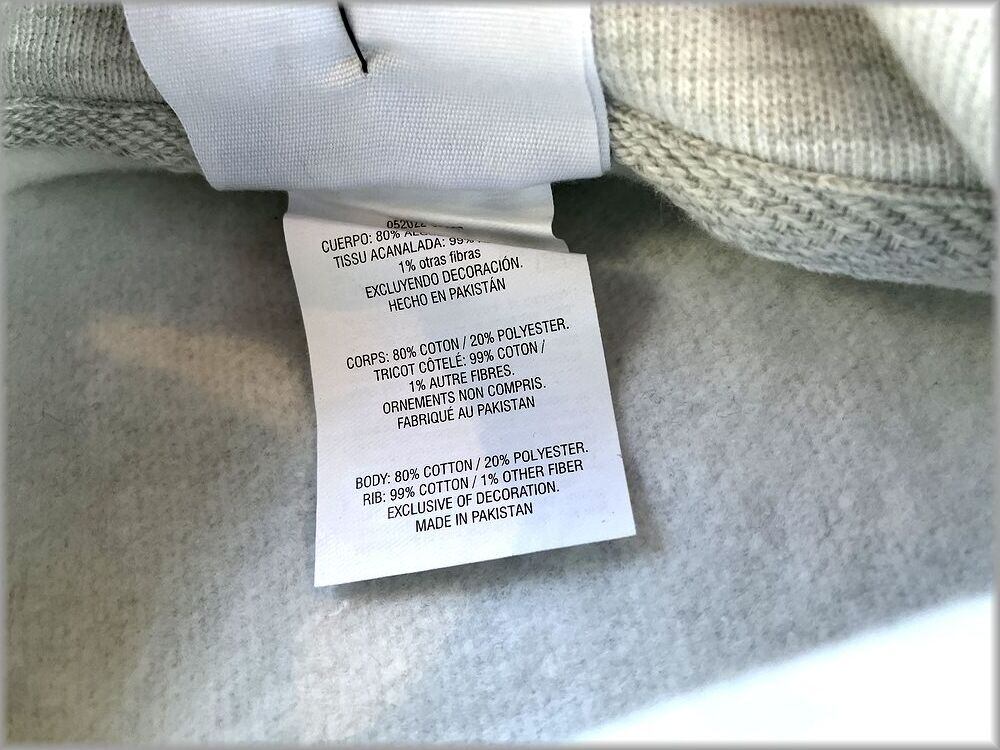 052022
CUERPO: 80%
TISSU ACANALADA: 99%
1% otras fibras
EXCLUYENDO DECORACIÓN.
HECHO EN PAKISTÁN
CORPS: 80% COTON / 20% POLYESTER.
TRICOT CÔTELÉ: 99% COTON /
1% AUTRE FIBRES.
ORNEMENTS NON COMPRIS.
FABRIQUÉ AU PAKISTAN
BODY: 80% COTTON / 20% POLYESTER.
RIB: 99% COTTON / 1% OTHER FIBER
EXCLUSIVE OF DECORATION.
MADE IN PAKISTAN